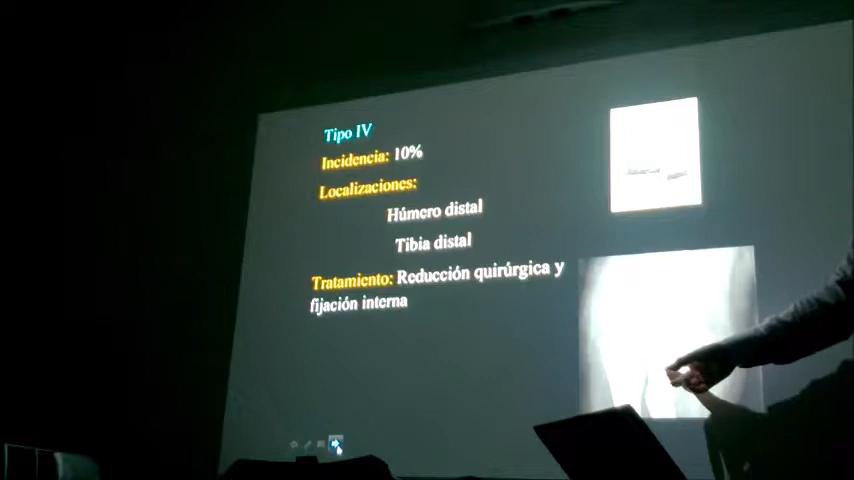 Tipo IV
Incidencia: 10%
Localizaciones:
Húmero distal
Tibia distal
Tratamiento: Reducción quirúrgica y
fijación interna